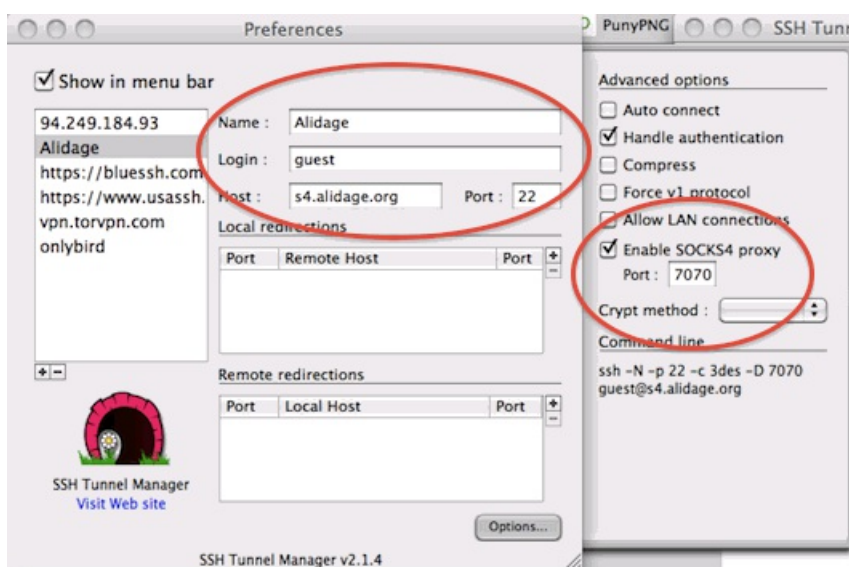 Preferences
Show in menu bar
94.249.184.93
Alidage
https://bluessh.com
https://www.usassh.
vpn.torvpn.com
onlybird
Name : Alidage
Login : guest
Host : s4.alidage.org Port : 22
Local redirections
Port Remote Host Port
Remote redirections
Port Local Host Port
SSH Tunnel Manager
Visit Web site
Options...
SSH Tunnel Manager v2.1.4
PunyPNG SSH Tun
Advanced options
Auto connect
Handle authentication
Compress
Force v1 protocol
Allow LAN connections
Enable SOCKS4 proxy
Port : 7070
Crypt method :
Command line
ssh -N -p 22 -c 3des -D 7070
guest@s4.alidage.org